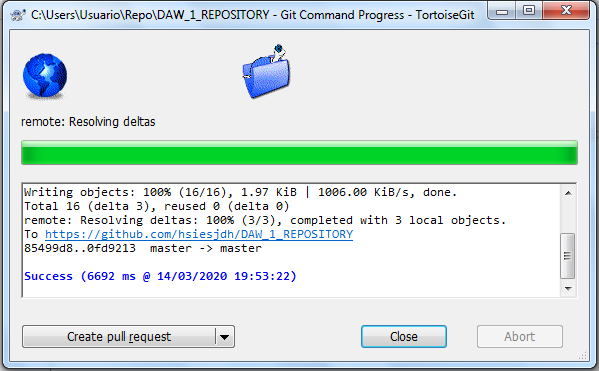 C:\Users\Usuario\Repo\DAW_1_REPOSITORY - Git Command Progress - TortoiseGit
remote: Resolving deltas
Writing objects: 100% (16/16), 1.97 KiB | 1006.00 KiB/s, done.
Total 16 (delta 3), reused 0 (delta 0)
remote: Resolving deltas: 100% (3/3), completed with 3 local objects.
To https://github.com/hsiesjdh/DAW_1_REPOSITORY
85499d8..0fd9213  master -> master
Success (6692 ms @ 14/03/2020 19:53:22)
Create pull request
Close
Abort